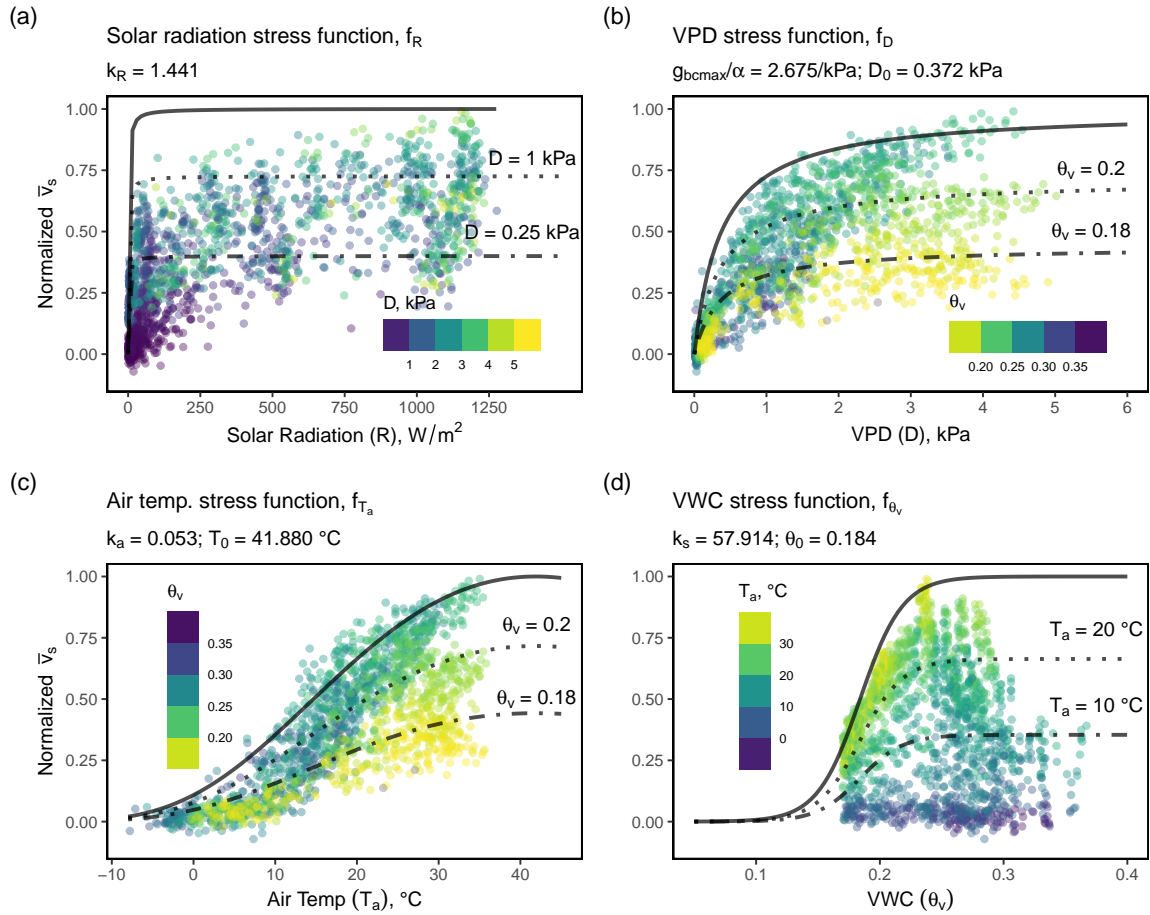 (a)
Solar radiation stress function, f_R
k_R = 1.441
Normalized v̅_s
1.00
0.75
0.50
0.25
0.00
D = 1 kPa
D = 0.25 kPa
D, kPa
1 2 3 4 5
0 250 500 750 1000 1250
Solar Radiation (R), W/m²
(b)
VPD stress function, f_D
g_bcmax/α = 2.675/kPa; D_0 = 0.372 kPa
1.00
0.75
0.50
0.25
0.00
θ_v = 0.2
θ_v = 0.18
θ_v
0.20 0.25 0.30 0.35
0 1 2 3 4 5 6
VPD (D), kPa
(c)
Air temp. stress function, f_Ta
k_a = 0.053; T_0 = 41.880 °C
Normalized v̅_s
1.00
0.75
0.50
0.25
0.00
θ_v
0.35
0.30
0.25
0.20
θ_v = 0.2
θ_v = 0.18
−10 0 10 20 30 40
Air Temp (T_a), °C
(d)
VWC stress function, f_θv
k_s = 57.914; θ_0 = 0.184
1.00
0.75
0.50
0.25
0.00
T_a, °C
30
20
10
0
T_a = 20 °C
T_a = 10 °C
0.1 0.2 0.3 0.4
VWC (θ_v)